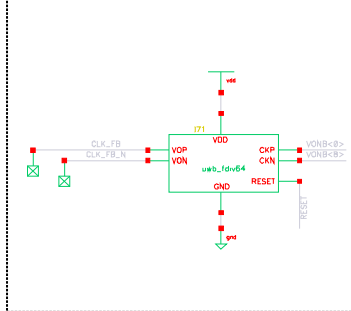 vdd
I71
VDD
CLK_FB
VOP
CKP
VONB<0>
CLK_FB_N
VON
CKN
VONB<0>
uwb_fdiv64
GND
RESET
RESET
gnd